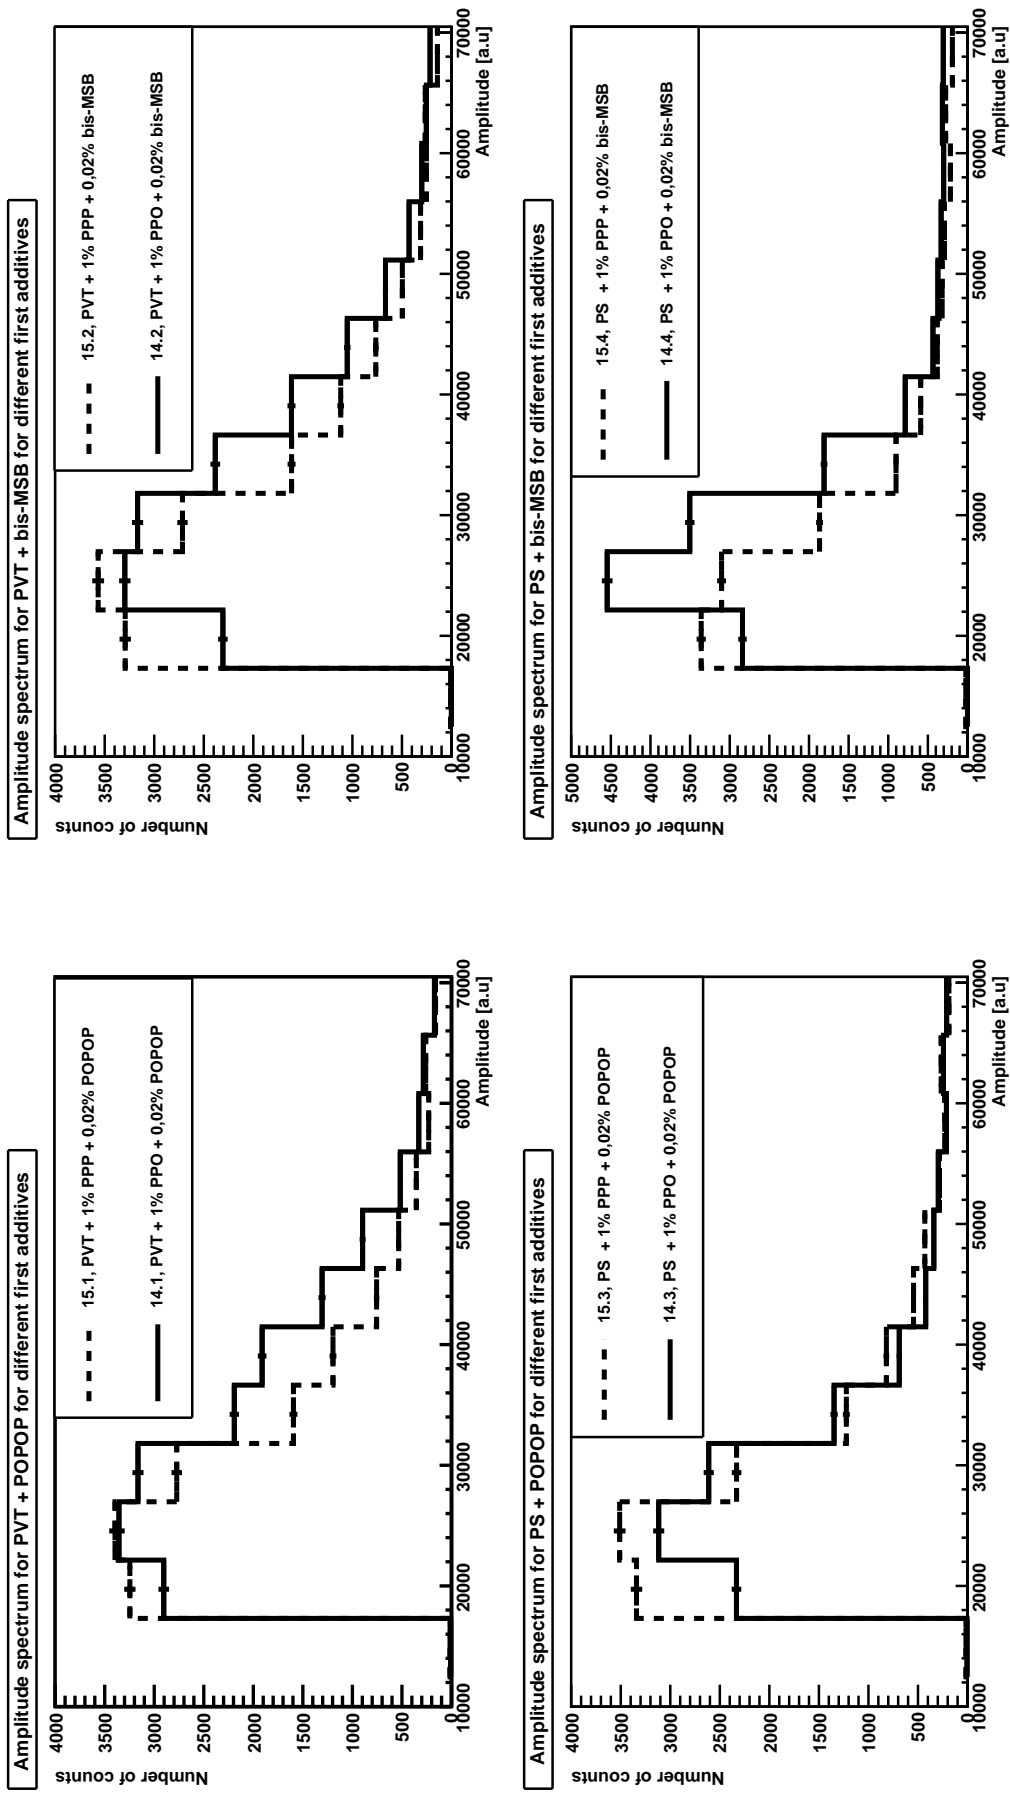 Amplitude spectrum for PVT + POPOP for different first additives
Number of counts
4000
3500
3000
2500
2000
1500
1000
500
0
15.1, PVT + 1% PPP + 0,02% POPOP
14.1, PVT + 1% PPO + 0,02% POPOP
10000 20000 30000 40000 50000 60000 70000
Amplitude [a.u]
Amplitude spectrum for PVT + bis-MSB for different first additives
Number of counts
4000
3500
3000
2500
2000
1500
1000
500
0
15.2, PVT + 1% PPP + 0,02% bis-MSB
14.2, PVT + 1% PPO + 0,02% bis-MSB
10000 20000 30000 40000 50000 60000 70000
Amplitude [a.u]
Amplitude spectrum for PS + POPOP for different first additives
Number of counts
4000
3500
3000
2500
2000
1500
1000
500
0
15.3, PS + 1% PPP + 0,02% POPOP
14.3, PS + 1% PPO + 0,02% POPOP
10000 20000 30000 40000 50000 60000 70000
Amplitude [a.u]
Amplitude spectrum for PS + bis-MSB for different first additives
Number of counts
5000
4500
4000
3500
3000
2500
2000
1500
1000
500
0
15.4, PS + 1% PPP + 0,02% bis-MSB
14.4, PS + 1% PPO + 0,02% bis-MSB
10000 20000 30000 40000 50000 60000 70000
Amplitude [a.u]